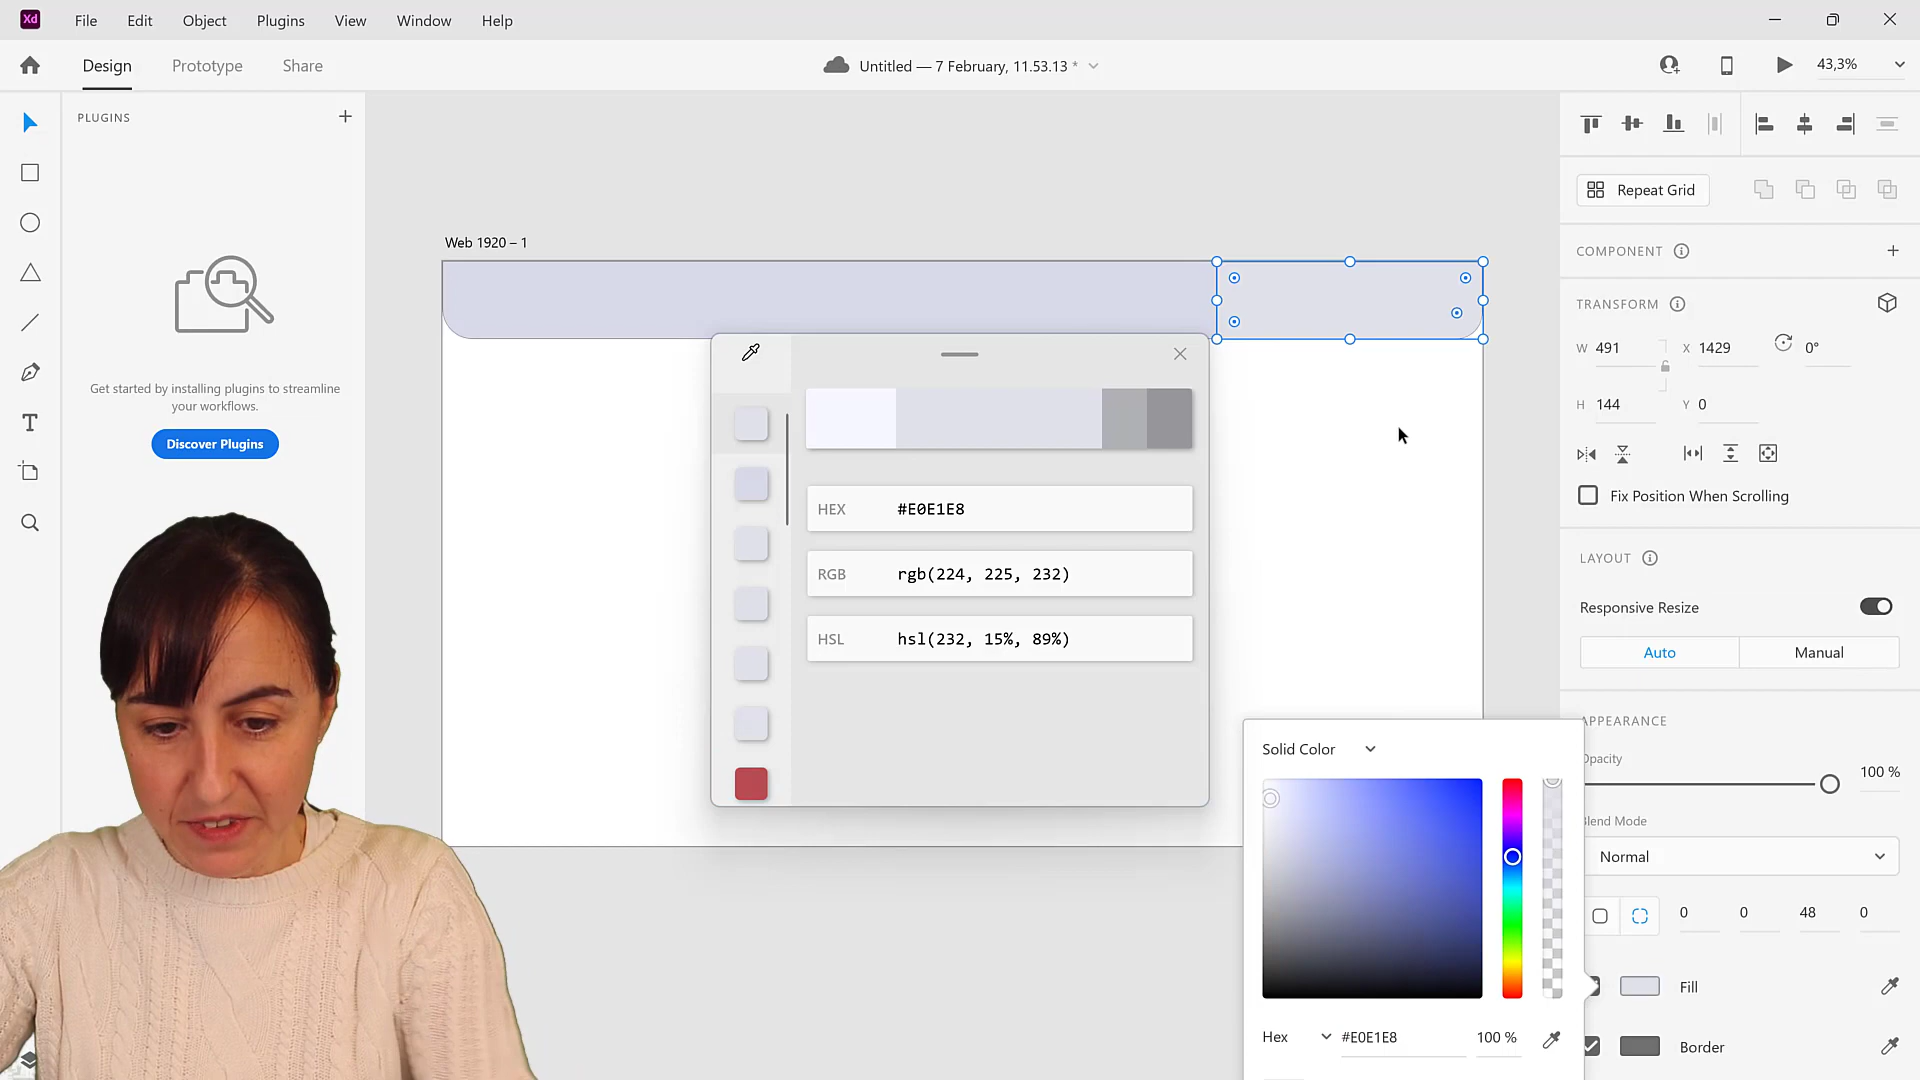 Xd File Edit Object Plugins View Window Help
Design Prototype Share Untitled — 7 February, 11.53.13 * 43,3%
PLUGINS
Get started by installing plugins to streamline
your workflows.
Discover Plugins
Web 1920 – 1
HEX #E0E1E8
RGB rgb(224, 225, 232)
HSL hsl(232, 15%, 89%)
Solid Color
Hex #E0E1E8 100 %
Repeat Grid
COMPONENT
TRANSFORM
W 491 X 1429 0°
H 144 Y 0
Fix Position When Scrolling
LAYOUT
Responsive Resize
Auto Manual
APPEARANCE
Opacity
100 %
Blend Mode
Normal
0 0 48 0
Fill
Border